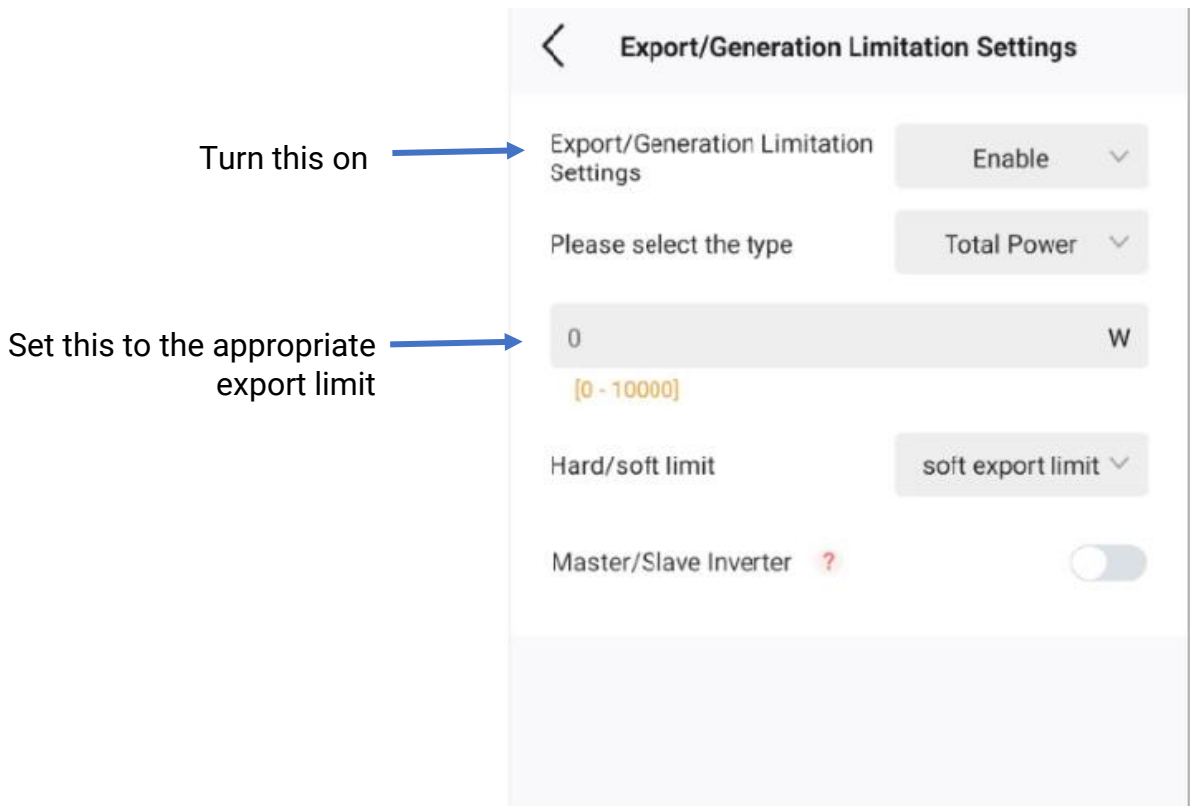 Export/Generation Limitation Settings
Turn this on
Export/Generation Limitation
Settings
Enable
Please select the type
Total Power
Set this to the appropriate
export limit
0
W
[0 - 10000]
Hard/soft limit
soft export limit
Master/Slave Inverter ?